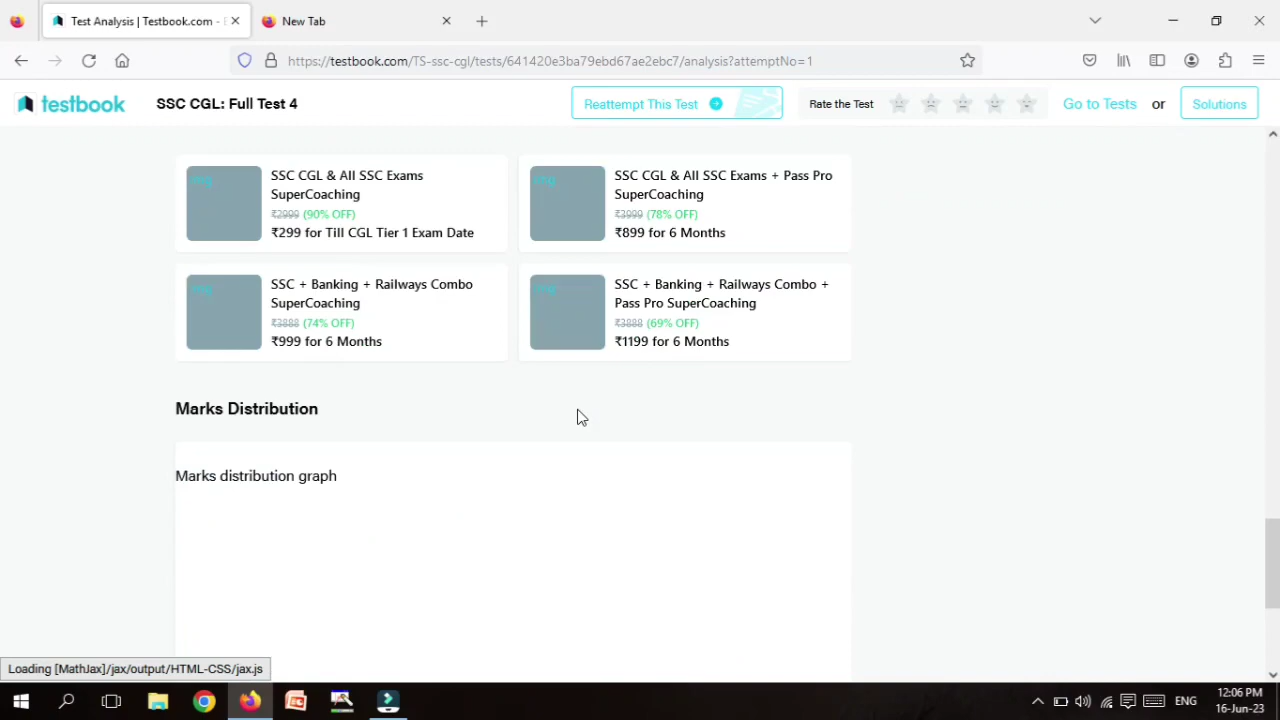 Test Analysis | Testbook.com - E
New Tab
https://testbook.com/TS-ssc-cgl/tests/641420e3ba79ebd67ae2ebc7/analysis?attemptNo=1
testbook
SSC CGL: Full Test 4
Reattempt This Test
Rate the Test
Go to Tests or
Solutions
SSC CGL & All SSC Exams
SuperCoaching
₹2999 (90% OFF)
₹299 for Till CGL Tier 1 Exam Date
SSC CGL & All SSC Exams + Pass Pro
SuperCoaching
₹3999 (78% OFF)
₹899 for 6 Months
SSC + Banking + Railways Combo
SuperCoaching
₹3888 (74% OFF)
₹999 for 6 Months
SSC + Banking + Railways Combo +
Pass Pro SuperCoaching
₹3888 (69% OFF)
₹1199 for 6 Months
Marks Distribution
Marks distribution graph
Loading [MathJax]/jax/output/HTML-CSS/jax.js
ENG
12:06 PM
16-Jun-23